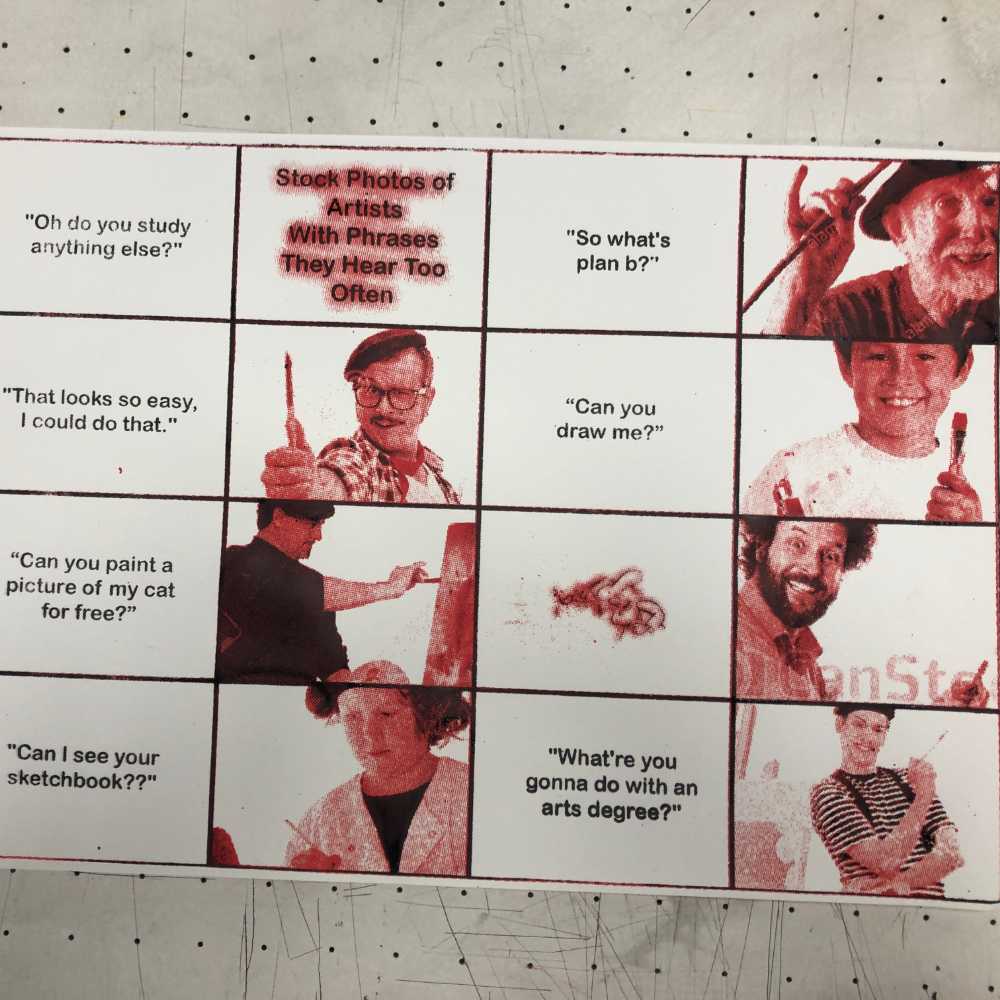 "Oh do you study
anything else?"
Stock Photos of
Artists
With Phrases
They Hear Too
Often
"So what's
plan b?"
alamy
alamy
"That looks so easy,
I could do that."
“Can you
draw me?”
“Can you paint a
picture of my cat
for free?”
anSto
"Can I see your
sketchbook??"
"What're you
gonna do with an
arts degree?"